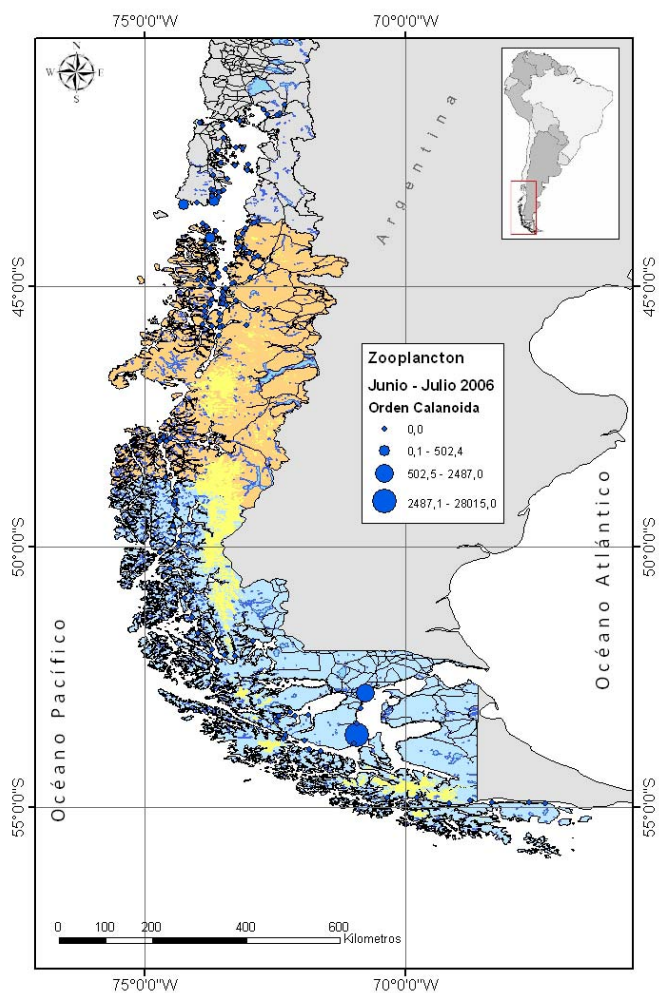 75°0'0"W 70°0'0"W
N
W E
S
Argentina
45°0'0"S 45°0'0"S
Zooplancton
Junio - Julio 2006
Orden Calanoida
0,0
0,1 - 502,4
502,5 - 2487,0
2487,1 - 28015,0
50°0'0"S 50°0'0"S
Océano Pacífico
Océano Atlántico
55°0'0"S 55°0'0"S
0 100 200 400 600
Kilometros
75°0'0"W 70°0'0"W